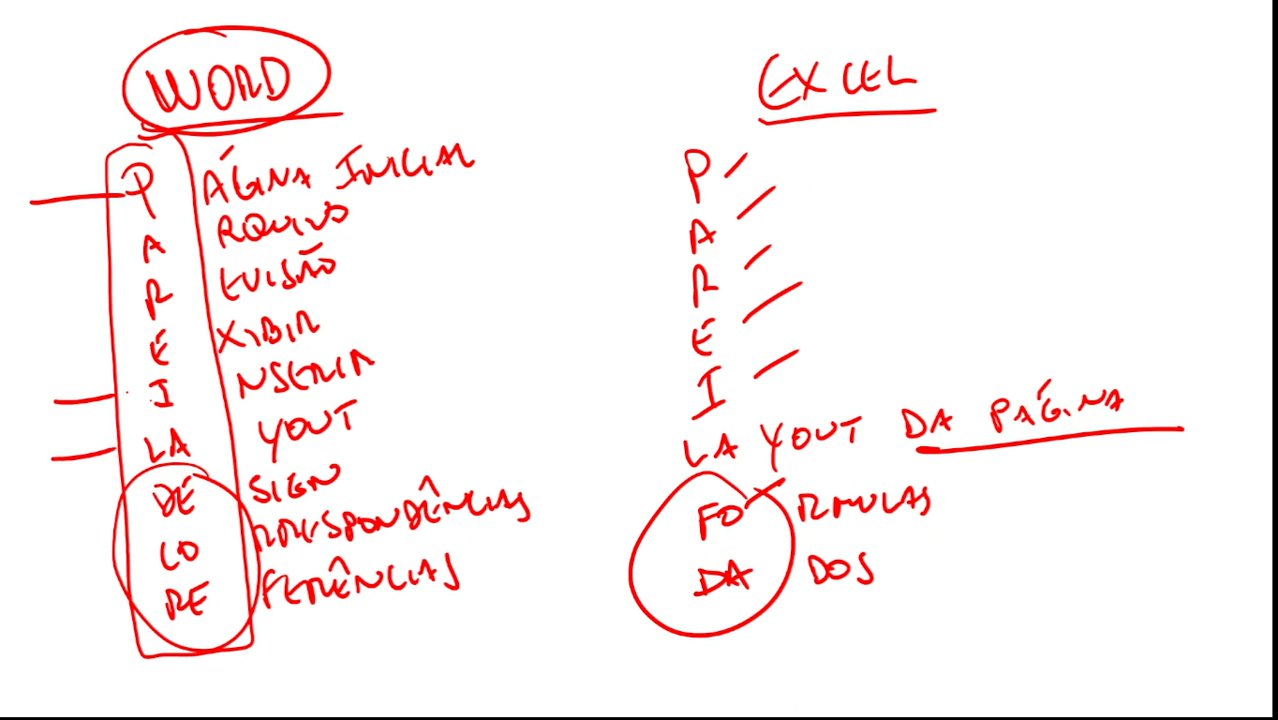 WORD
PÁGINA INICIAL
ARQUIVO
REVISÃO
EXIBIR
INSERIR
LAYOUT
DESIGN
CORRESPONDÊNCIAS
REFERÊNCIAS
EXCEL
P
A
R
E
I
LAYOUT DA PÁGINA
FORMULAS
DADOS